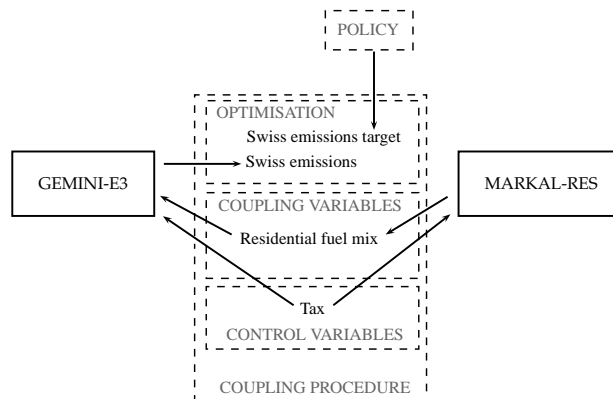 POLICY
OPTIMISATION
Swiss emissions target
Swiss emissions
GEMINI-E3
MARKAL-RES
COUPLING VARIABLES
Residential fuel mix
Tax
CONTROL VARIABLES
COUPLING PROCEDURE